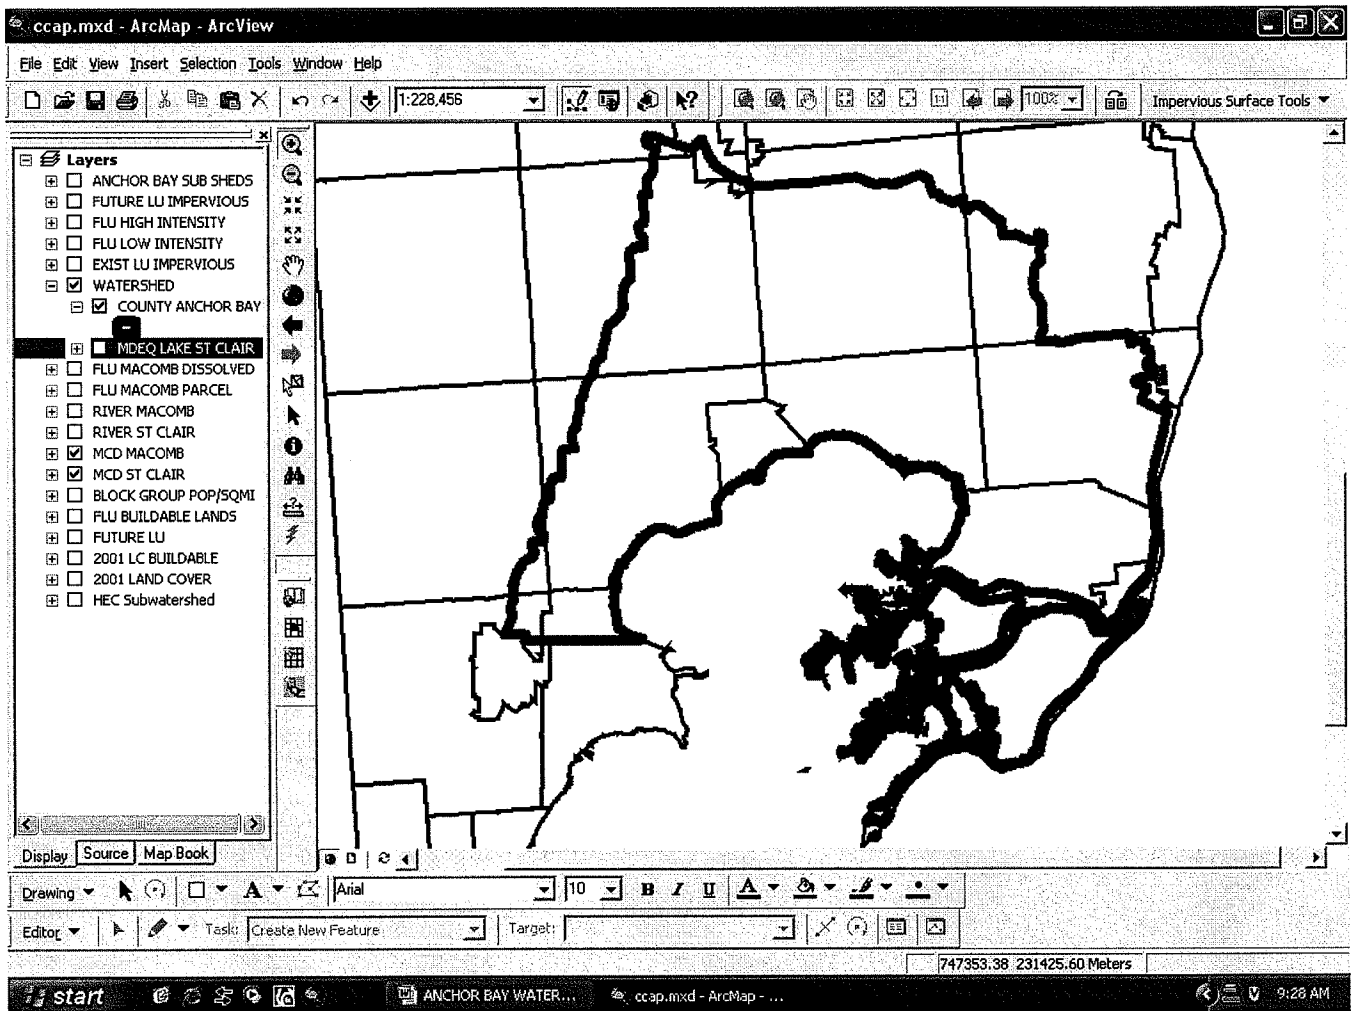 ccap.mxd - ArcMap - ArcView
File Edit View Insert Selection Tools Window Help
1:228,456 100% Impervious Surface Tools
Layers
ANCHOR BAY SUB SHEDS
FUTURE LU IMPERVIOUS
FLU HIGH INTENSITY
FLU LOW INTENSITY
EXIST LU IMPERVIOUS
WATERSHED
COUNTY ANCHOR BAY
MDEQ LAKE ST CLAIR
FLU MACOMB DISSOLVED
FLU MACOMB PARCEL
RIVER MACOMB
RIVER ST CLAIR
MCD MACOMB
MCD ST CLAIR
BLOCK GROUP POP/SQMI
FLU BUILDABLE LANDS
FUTURE LU
2001 LC BUILDABLE
2001 LAND COVER
HEC Subwatershed
Display Source Map Book
Drawing A Arial 10 B I U A
Editor Task: Create New Feature Target:
747353.38 231425.60 Meters
start ANCHOR BAY WATER... ccap.mxd - ArcMap - ... 9:28 AM